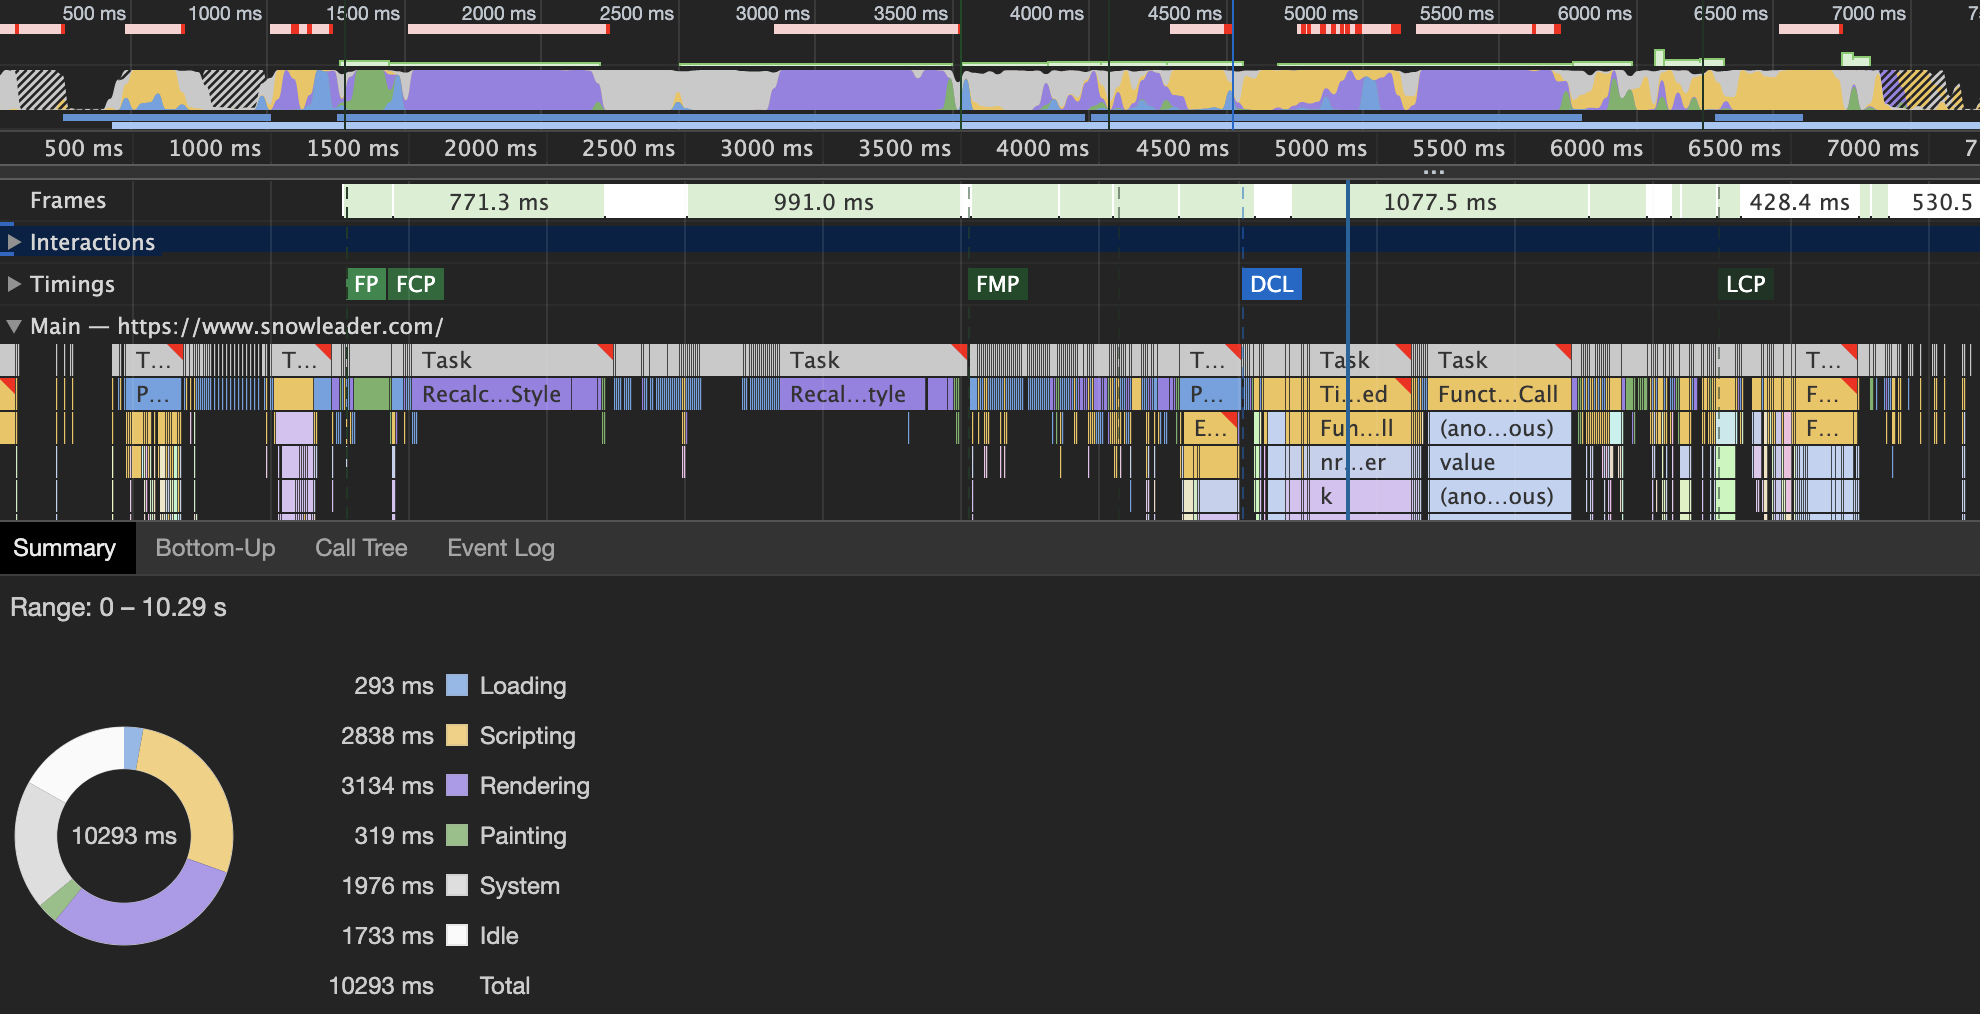 500 ms 1000 ms 1500 ms 2000 ms 2500 ms 3000 ms 3500 ms 4000 ms 4500 ms 5000 ms 5500 ms 6000 ms 6500 ms 7000 ms
500 ms 1000 ms 1500 ms 2000 ms 2500 ms 3000 ms 3500 ms 4000 ms 4500 ms 5000 ms 5500 ms 6000 ms 6500 ms 7000 ms 7
...
Frames 771.3 ms 991.0 ms 1077.5 ms 428.4 ms 530.5
Interactions
Timings FP FCP FMP DCL LCP
Main — https://www.snowleader.com/
T... T... Task Task T... Task Task T...
P... Recalc...Style Recal...tyle P... Ti...ed Funct...Call F...
E... Fun...ll (ano...ous) F...
nr...er value
k (ano...ous)
Summary Bottom-Up Call Tree Event Log
Range: 0 – 10.29 s
293 ms Loading
2838 ms Scripting
3134 ms Rendering
10293 ms
319 ms Painting
1976 ms System
1733 ms Idle
10293 ms Total